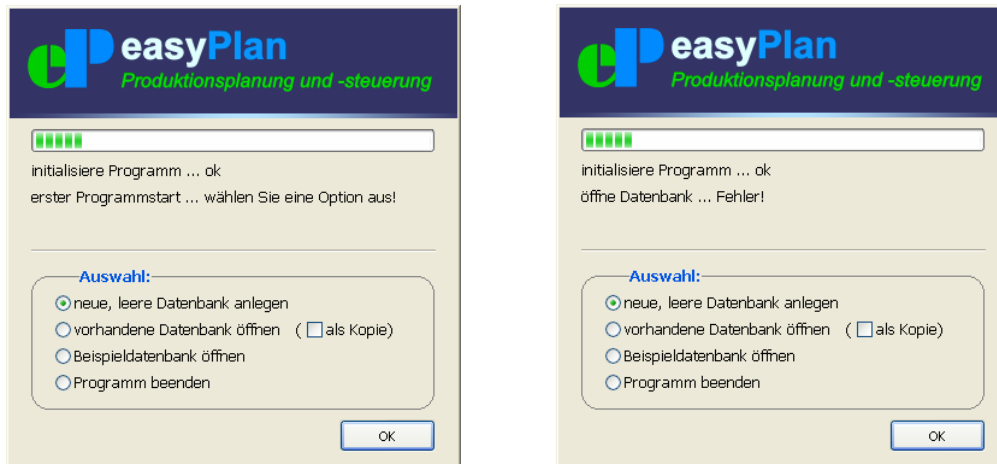 eP easyPlan
Produktionsplanung und -steuerung
initialisiere Programm ... ok
erster Programmstart ... wählen Sie eine Option aus!
Auswahl:
neue, leere Datenbank anlegen
vorhandene Datenbank öffnen ( als Kopie)
Beispieldatenbank öffnen
Programm beenden
OK
eP easyPlan
Produktionsplanung und -steuerung
initialisiere Programm ... ok
öffne Datenbank ... Fehler!
Auswahl:
neue, leere Datenbank anlegen
vorhandene Datenbank öffnen ( als Kopie)
Beispieldatenbank öffnen
Programm beenden
OK